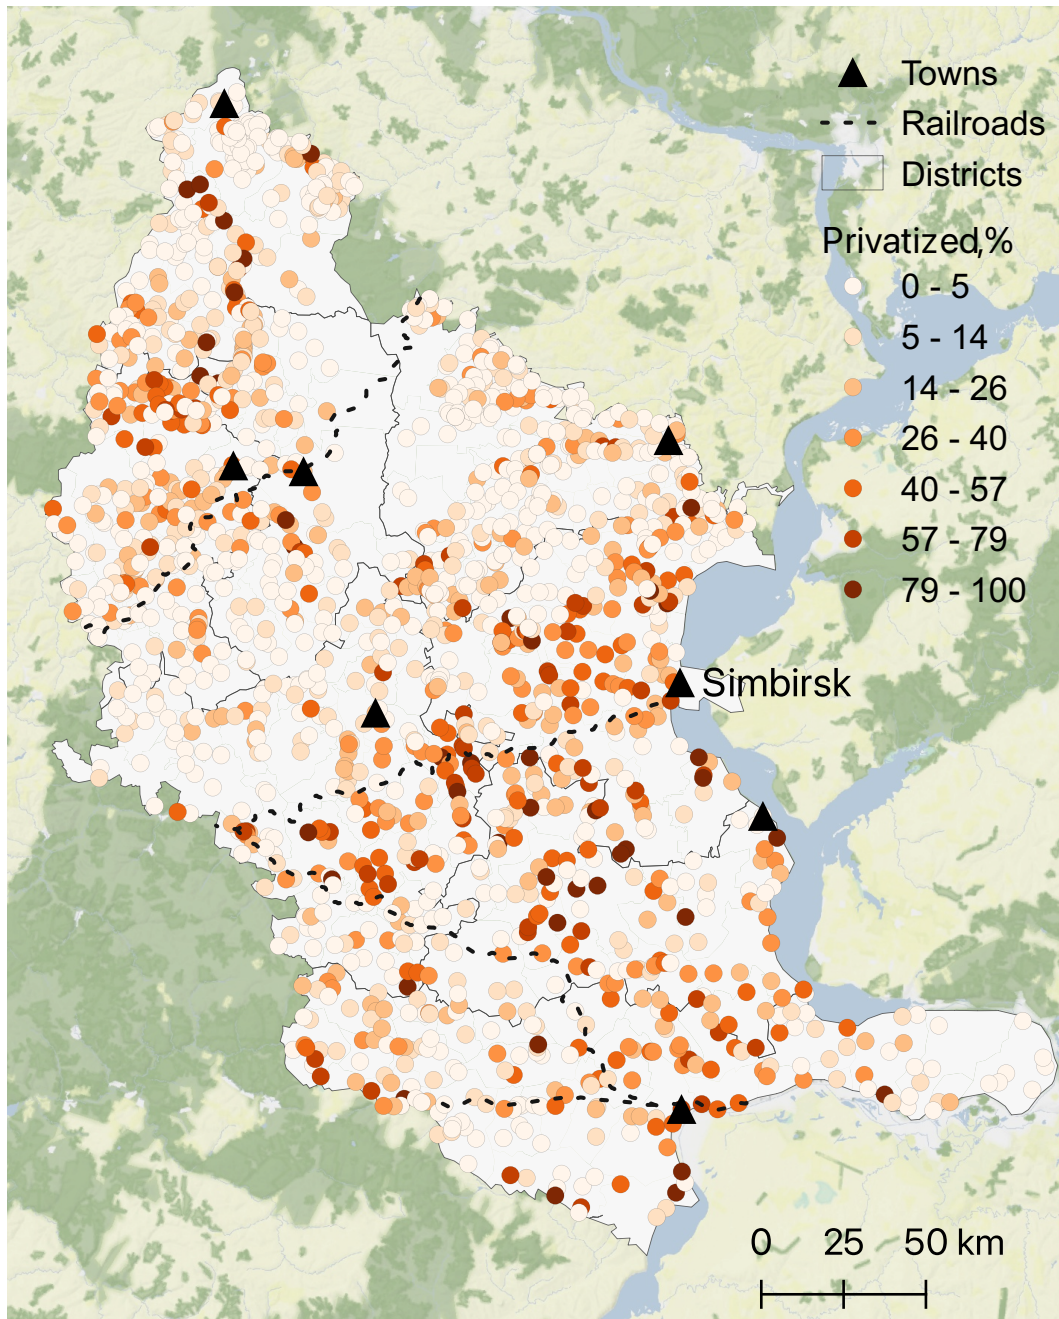 Towns
Railroads
Districts
Privatized,%
0 - 5
5 - 14
14 - 26
26 - 40
40 - 57
57 - 79
79 - 100
Simbirsk
0 25 50 km